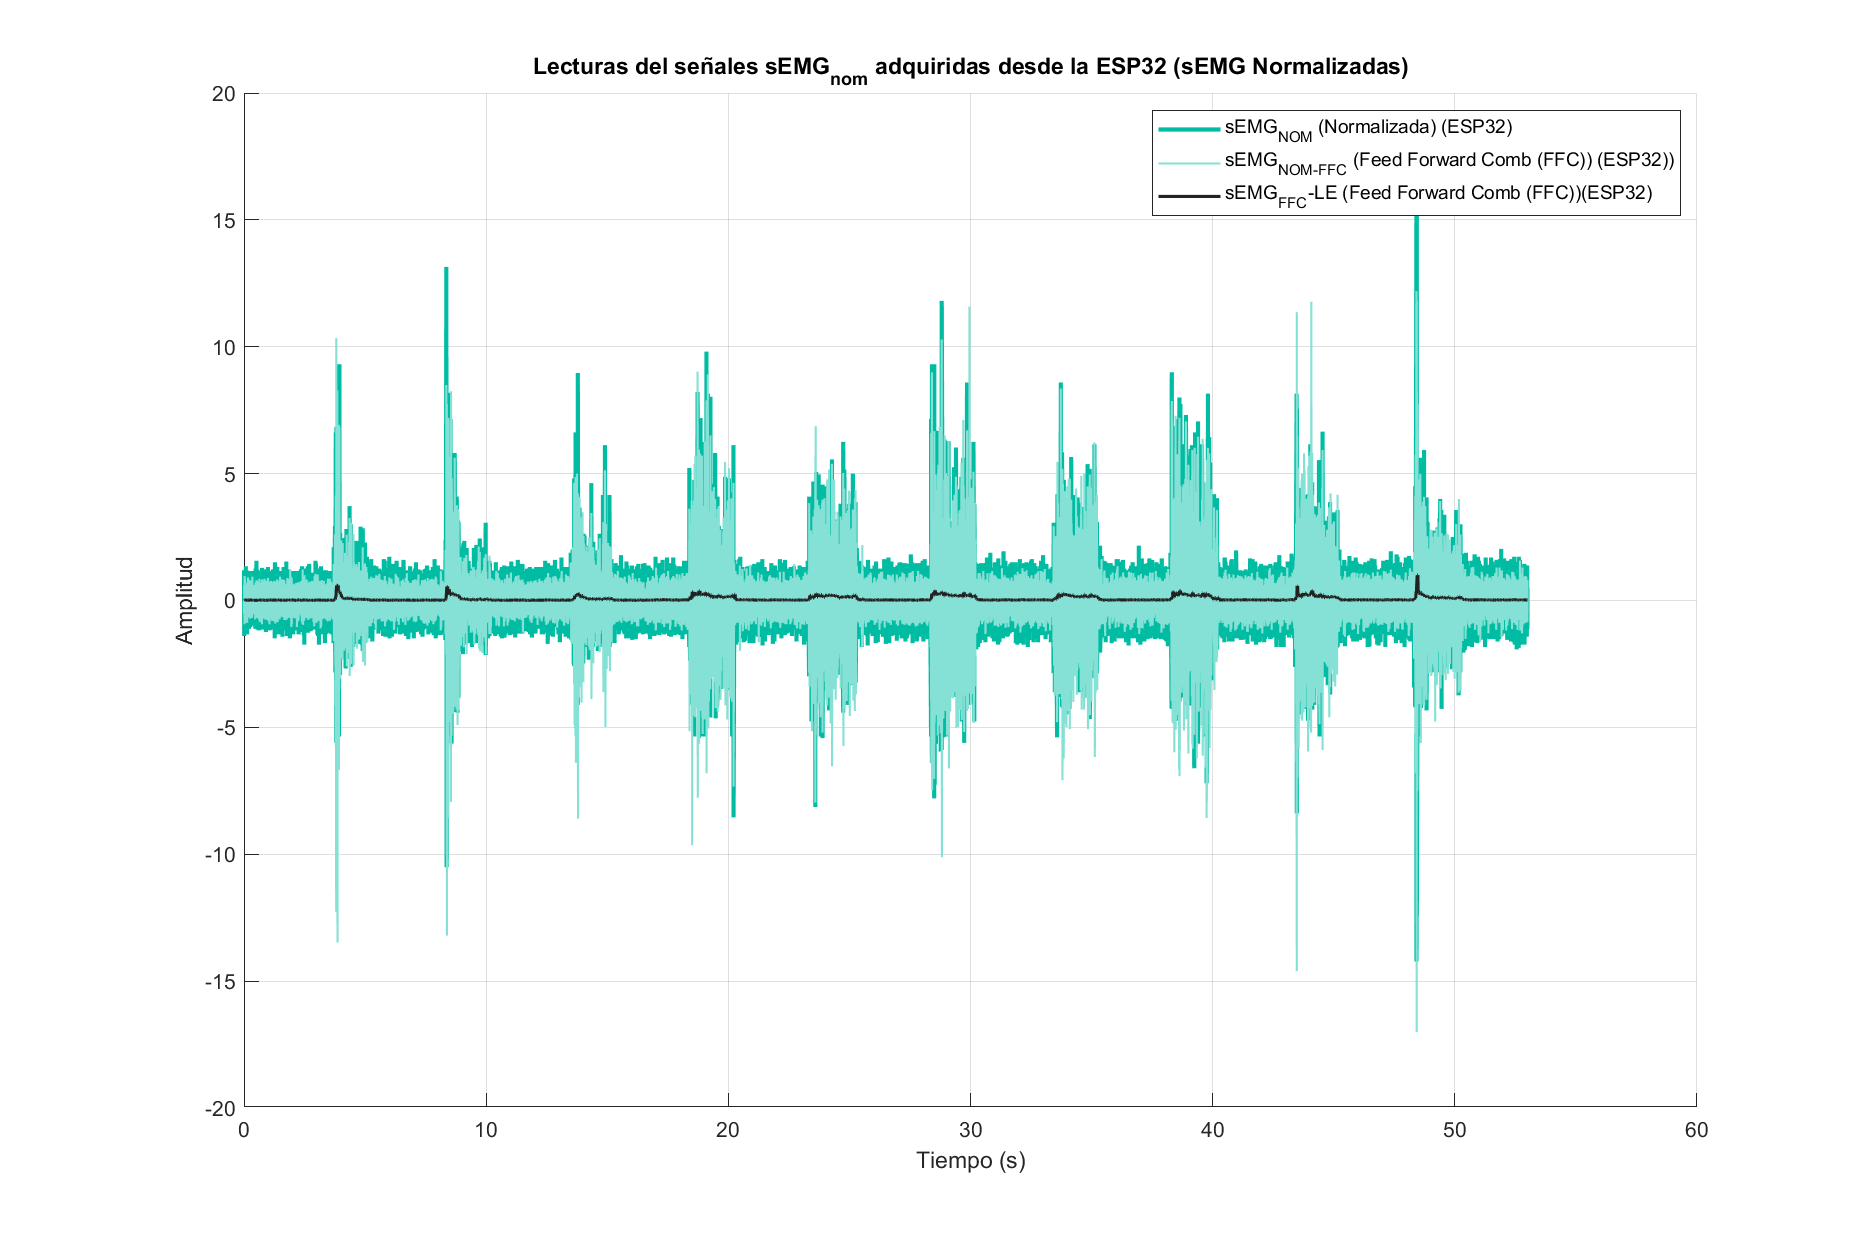 Lecturas del señales sEMGnom adquiridas desde la ESP32 (sEMG Normalizadas)
20
sEMGNOM (Normalizada) (ESP32)
sEMGNOM-FFC (Feed Forward Comb (FFC)) (ESP32))
sEMGFFC-LE (Feed Forward Comb (FFC))(ESP32)
15
10
5
0
-5
-10
-15
-20
Amplitud
0 10 20 30 40 50 60
Tiempo (s)